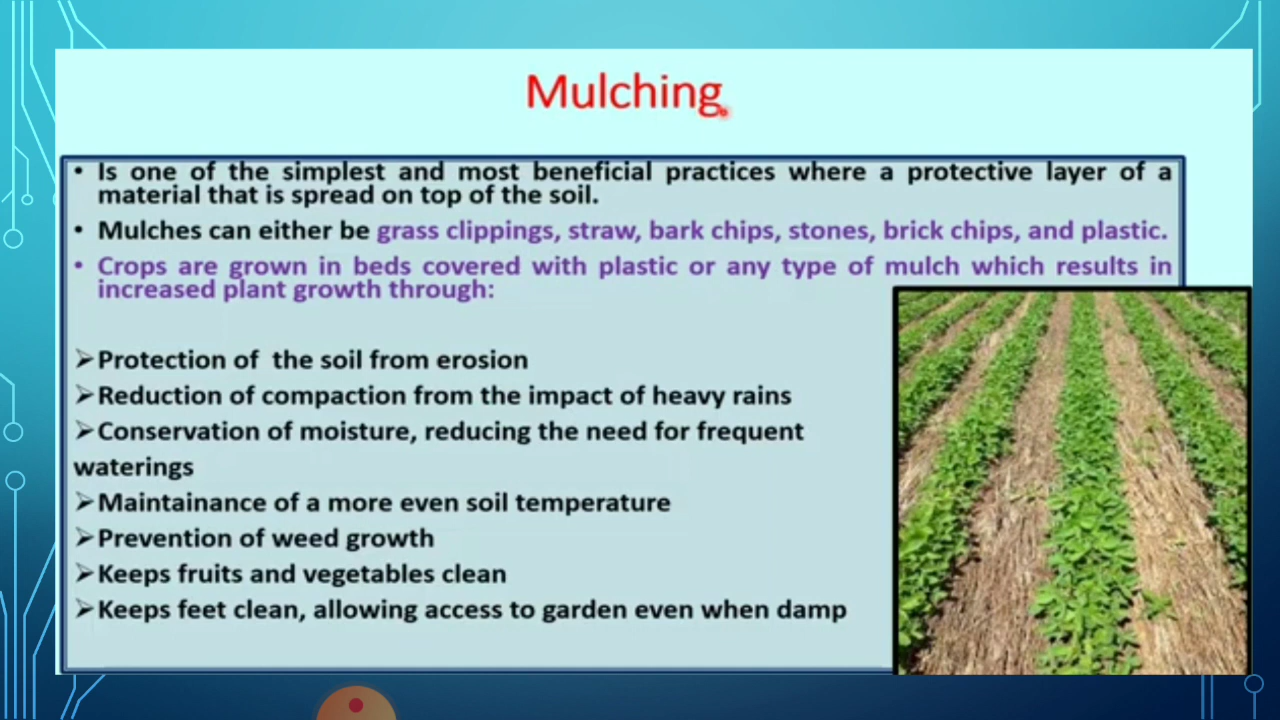 Mulching
• Is one of the simplest and most beneficial practices where a protective layer of a
material that is spread on top of the soil.
• Mulches can either be grass clippings, straw, bark chips, stones, brick chips, and plastic.
• Crops are grown in beds covered with plastic or any type of mulch which results in
increased plant growth through:
➢Protection of the soil from erosion
➢Reduction of compaction from the impact of heavy rains
➢Conservation of moisture, reducing the need for frequent
waterings
➢Maintainance of a more even soil temperature
➢Prevention of weed growth
➢Keeps fruits and vegetables clean
➢Keeps feet clean, allowing access to garden even when damp